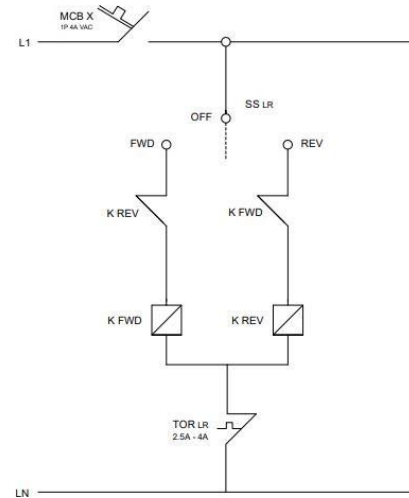 MCB X
1P 4A VAC
L1
SS LR
OFF
FWD
REV
K REV
K FWD
K FWD
K REV
TOR LR
2.5A - 4A
LN